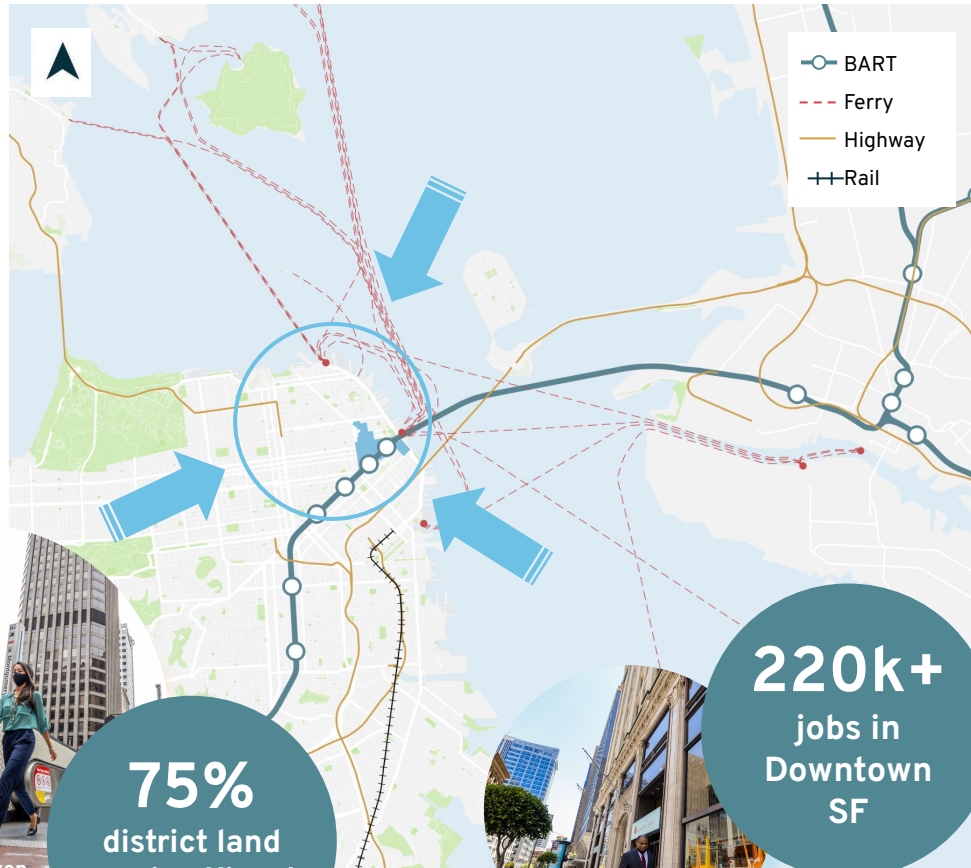 BART
Ferry
Highway
Rail
220k+
jobs in
Downtown
SF
75%
district land